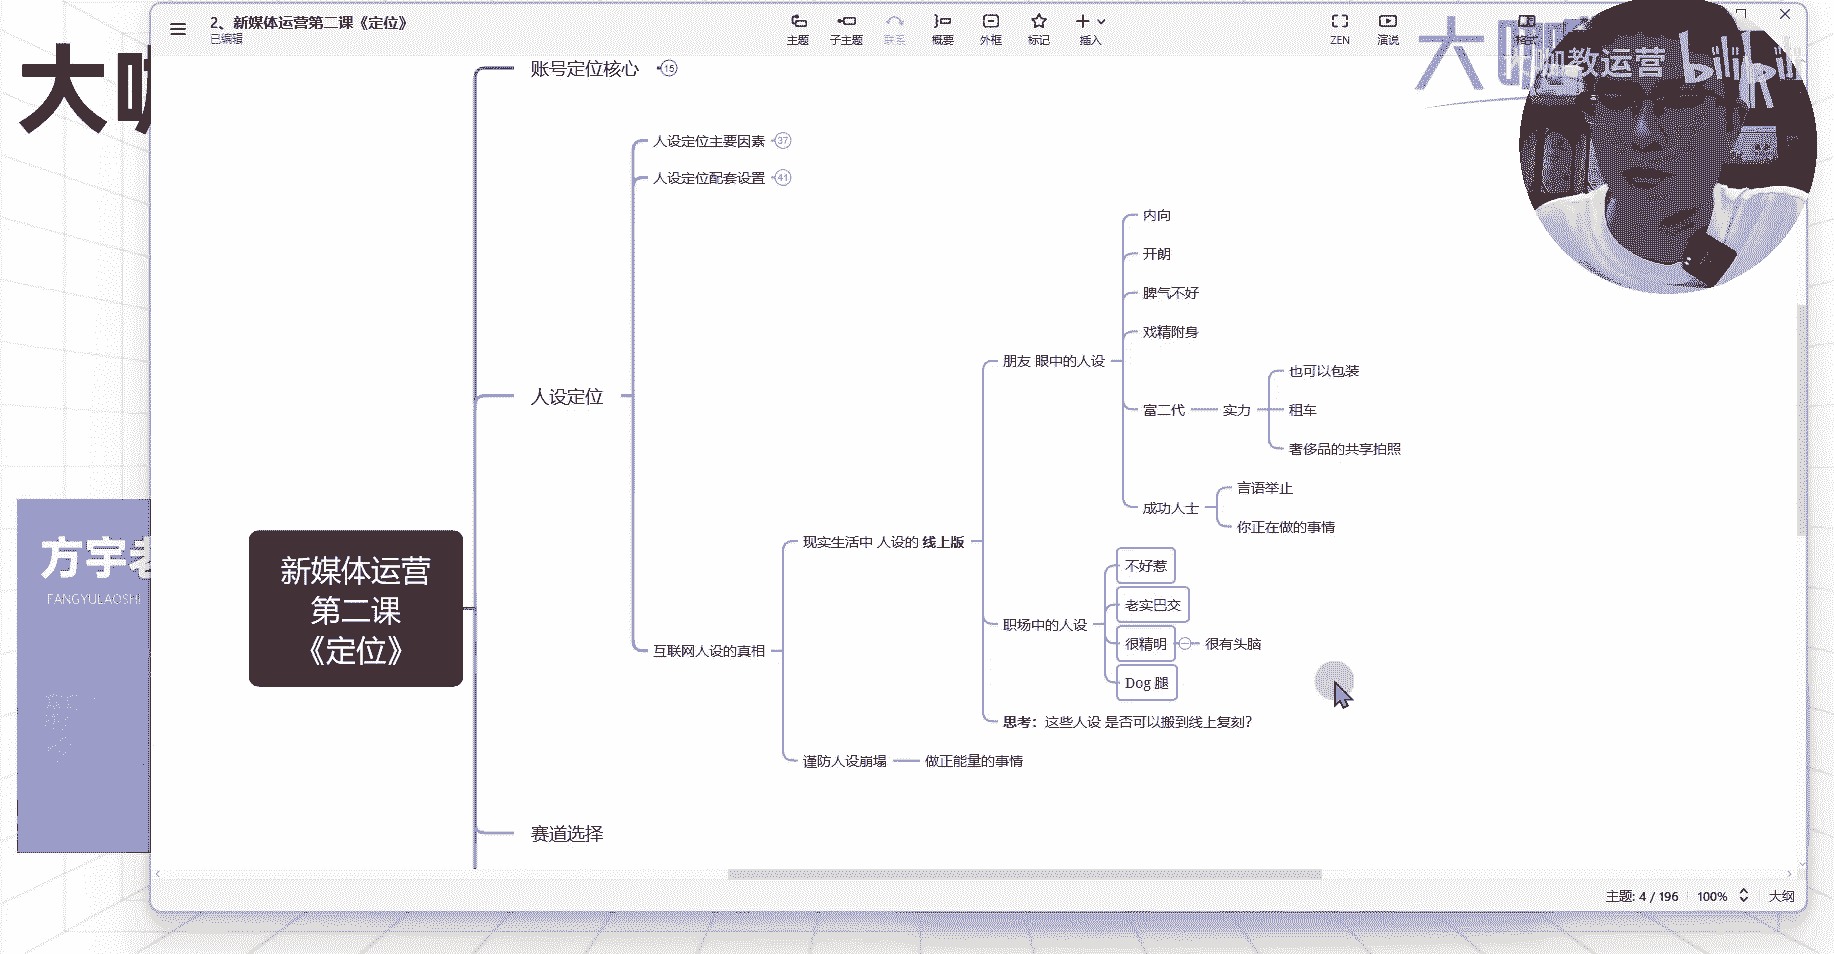 2、新媒体运营第二课《定位》
已编辑
主题
子主题
联系
概要
外框
标记
插入
ZEN
演说
格式
大咖
大咖教运营 bilibili
大咖
账号定位核心
15
人设定位主要因素
37
人设定位配套设置
41
内向
开朗
脾气不好
戏精附身
朋友 眼中的人设
也可以包装
富二代
实力
租车
奢侈品的共享拍照
人设定位
言语举止
成功人士
你正在做的事情
现实生活中 人设的 线上版
不好惹
老实巴交
职场中的人设
很精明
很有头脑
Dog 腿
互联网人设的真相
思考：这些人设 是否可以搬到线上复刻？
谨防人设崩塌
做正能量的事情
新媒体运营
第二课
《定位》
赛道选择
方宇老
FANGYULAOSHI
主题: 4 / 196
100%
大纲